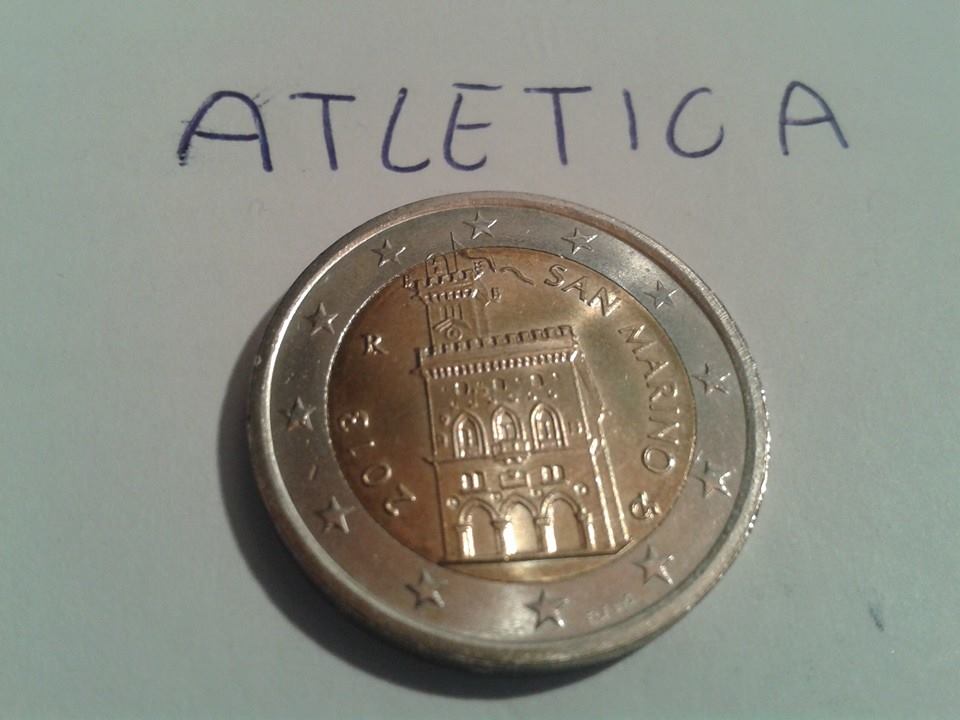 ATLETICA
SAN MARINO
R
2013